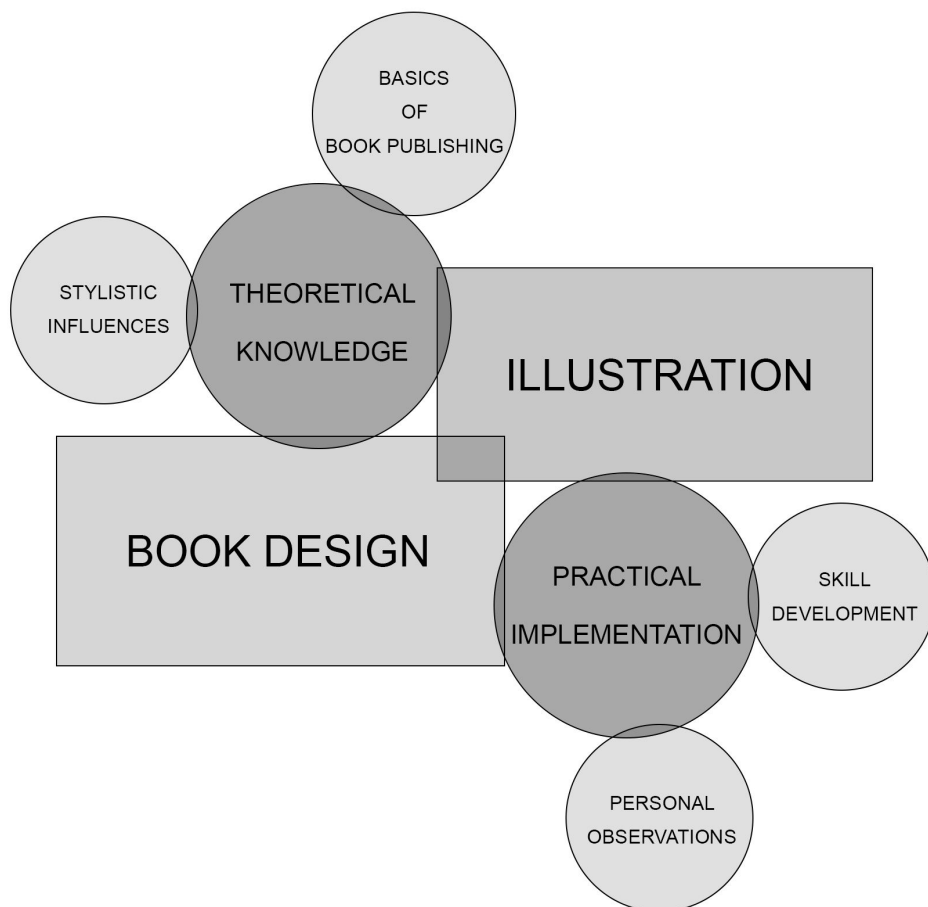 BASICS
OF
BOOK PUBLISHING
STYLISTIC
INFLUENCES
THEORETICAL
KNOWLEDGE
ILLUSTRATION
BOOK DESIGN
PRACTICAL
IMPLEMENTATION
SKILL
DEVELOPMENT
PERSONAL
OBSERVATIONS